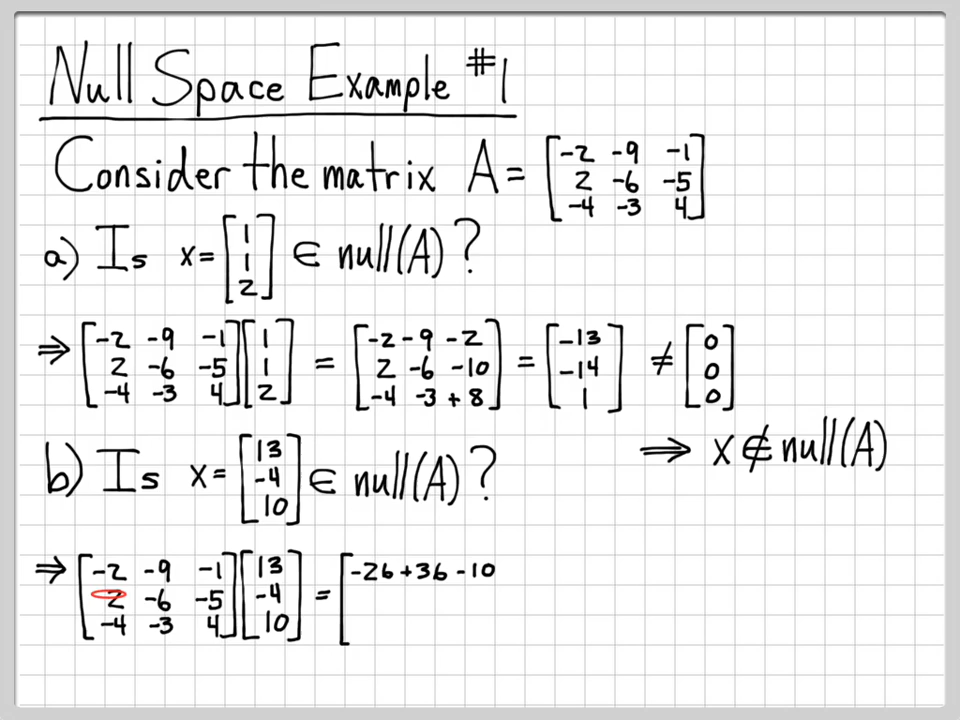 Null Space Example #1
Consider the matrix A = [ -2 -9 -1
2 -6 -5
-4 -3 4 ]
a) Is x = [ 1
1
2 ] ∈ null(A)?
⇒ [ -2 -9 -1 ] [ 1 ] = [ -2 - 9 - 2 ] = [ -13 ] ≠ [ 0 ]
[ 2 -6 -5 ] [ 1 ] [ 2 -6 -10 ] [ -14 ] [ 0 ]
[ -4 -3 4 ] [ 2 ] [ -4 -3 + 8 ] [ 1 ] [ 0 ]
⇒ x ∉ null(A)
b) Is x = [ 13
-4
10 ] ∈ null(A)?
⇒ [ -2 -9 -1 ] [ 13 ] = [ -26 + 36 - 10
[ 2 -6 -5 ] [ -4 ]
[ -4 -3 4 ] [ 10 ]